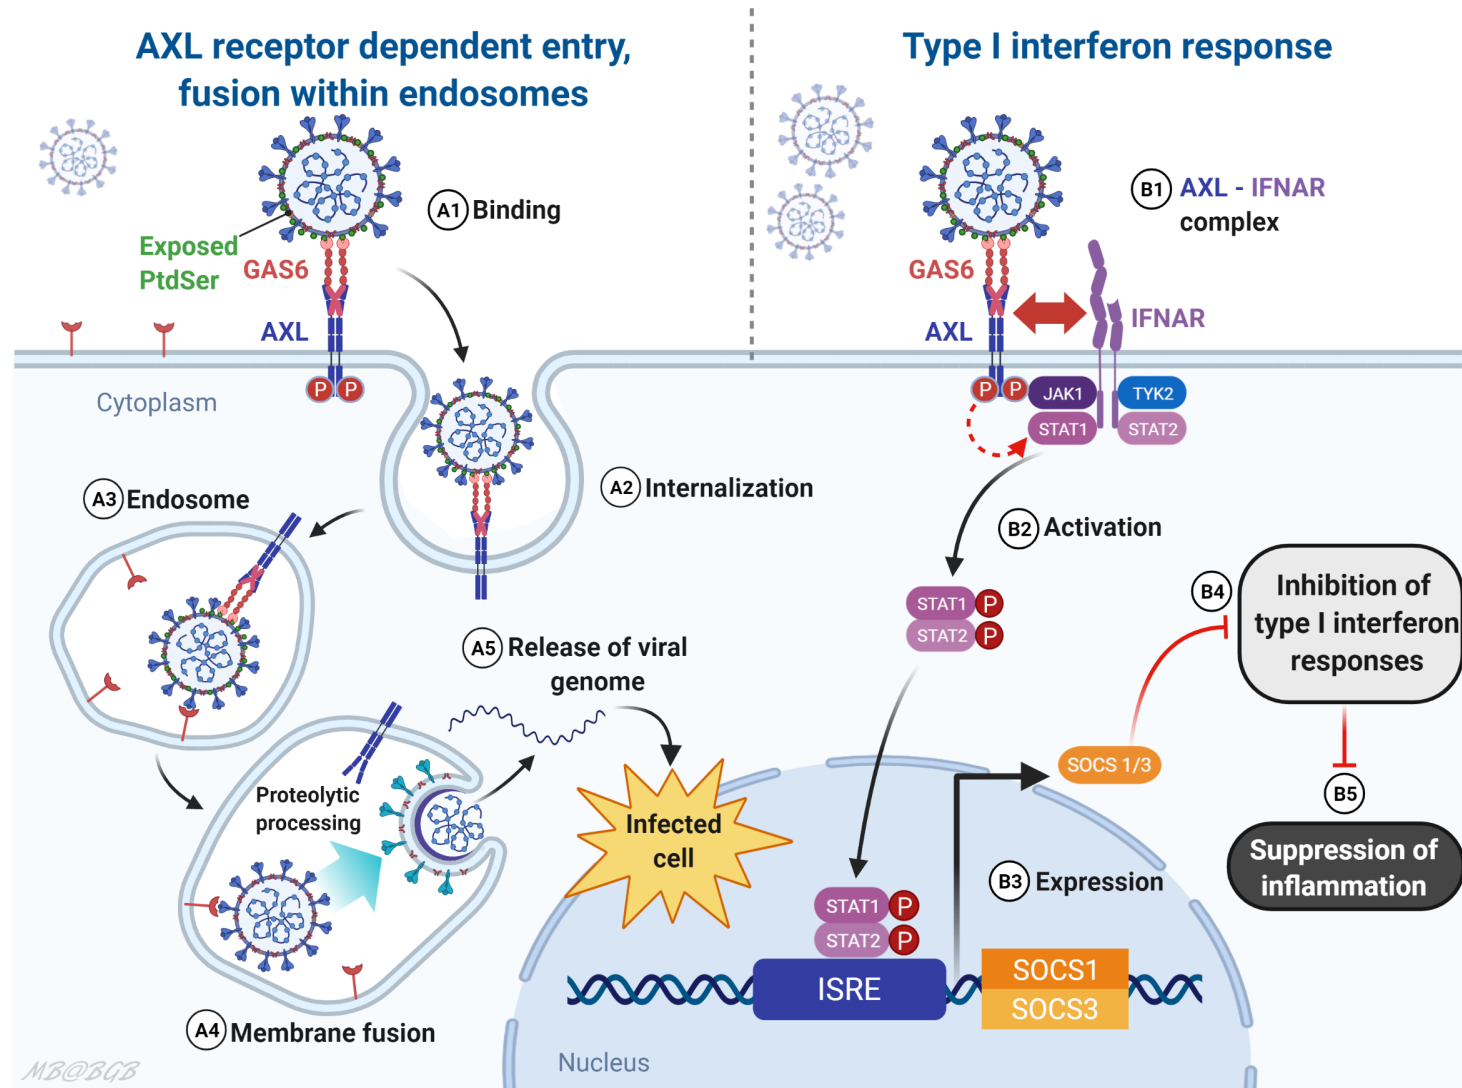 AXL receptor dependent entry,
fusion within endosomes
A1 Binding
Exposed
PtdSer
GAS6
AXL
P P
Cytoplasm
A2 Internalization
A3 Endosome
A5 Release of viral
genome
Proteolytic
processing
Infected
cell
A4 Membrane fusion
MB@BGB
Type I interferon response
B1 AXL - IFNAR
complex
GAS6
AXL
IFNAR
P P JAK1 TYK2
STAT1 STAT2
B2 Activation
STAT1 P
STAT2 P
B4
Inhibition of
type I interferon
responses
SOCS 1/3
B5
Suppression of
inflammation
B3 Expression
STAT1 P
STAT2 P
ISRE
SOCS1
SOCS3
Nucleus